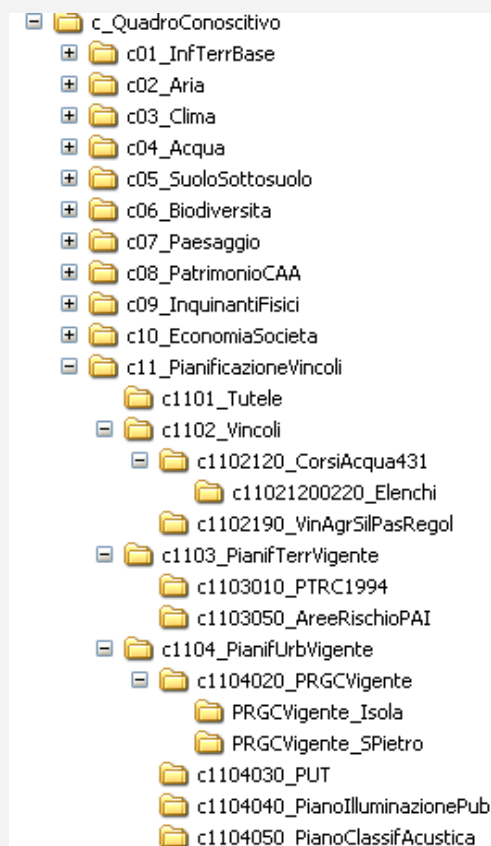 c_QuadroConoscitivo
c01_InfTerrBase
c02_Aria
c03_Clima
c04_Acqua
c05_SuoloSottosuolo
c06_Biodiversita
c07_Paesaggio
c08_PatrimonioCAA
c09_InquinantiFisici
c10_EconomiaSocieta
c11_PianificazioneVincoli
c1101_Tutele
c1102_Vincoli
c1102120_CorsiAcqua431
c11021200220_Elenchi
c1102190_VinAgrSilPasRegol
c1103_PianifTerrVigente
c1103010_PTRC1994
c1103050_AreeRischioPAI
c1104_PianifUrbVigente
c1104020_PRGCVigente
PRGCVigente_Isola
PRGCVigente_SPietro
c1104030_PUT
c1104040_PianoIlluminazionePub
c1104050_PianoClassifAcustica